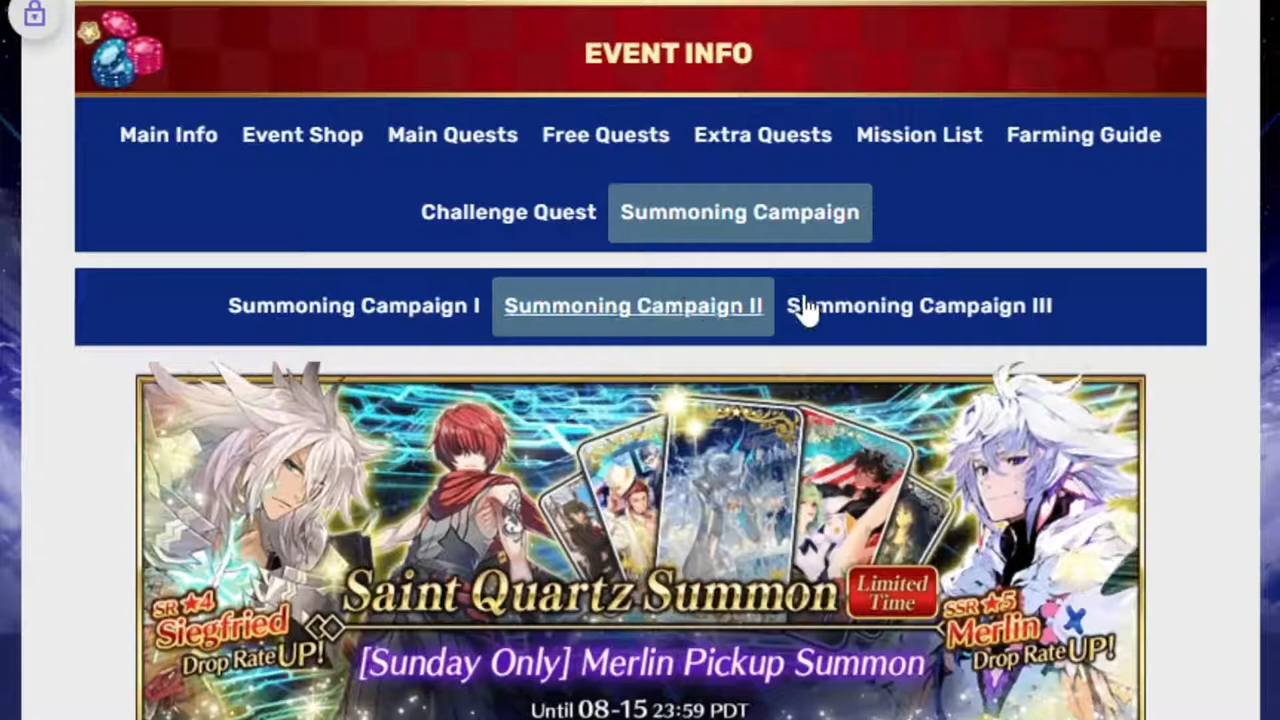 EVENT INFO
Main Info Event Shop Main Quests Free Quests Extra Quests Mission List Farming Guide
Challenge Quest Summoning Campaign
Summoning Campaign I Summoning Campaign II Summoning Campaign III
Saint Quartz Summon
Limited Time
SR ★4
Siegfried
Drop Rate UP!
SSR ★5
Merlin
Drop Rate UP!
[Sunday Only] Merlin Pickup Summon
Until 08-15 23:59 PDT